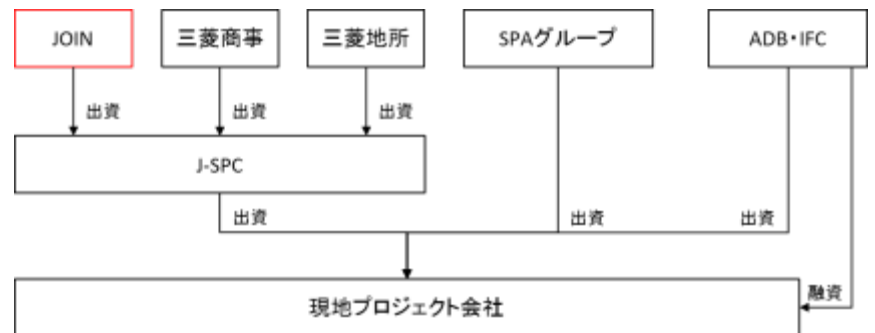 JOIN
三菱商事
三菱地所
SPAグループ
ADB・IFC
出資
出資
出資
J-SPC
出資
出資
出資
融資
現地プロジェクト会社